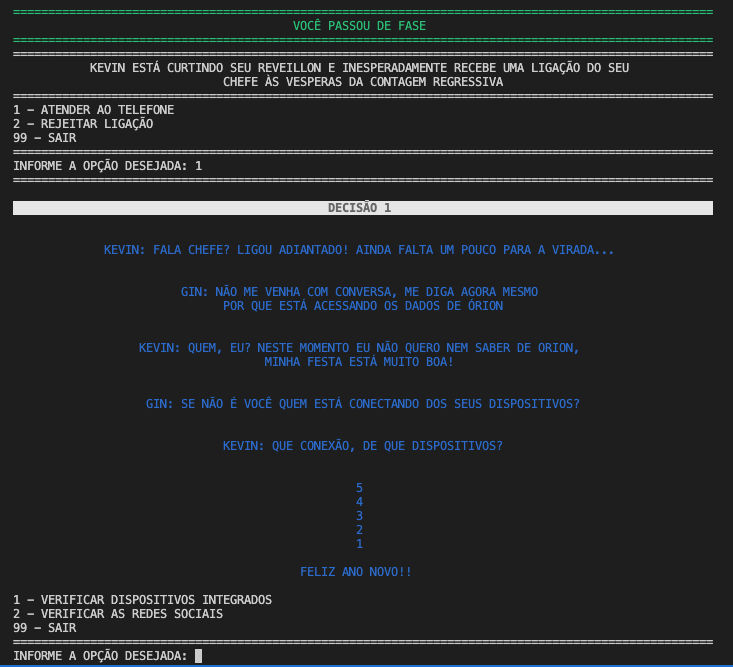 VOCÊ PASSOU DE FASE
KEVIN ESTÁ CURTINDO SEU REVEILLON E INESPERADAMENTE RECEBE UMA LIGAÇÃO DO SEU
CHEFE ÀS VESPERAS DA CONTAGEM REGRESSIVA
1 - ATENDER AO TELEFONE
2 - REJEITAR LIGAÇÃO
99 - SAIR
INFORME A OPÇÃO DESEJADA: 1
DECISÃO 1
KEVIN: FALA CHEFE? LIGOU ADIANTADO! AINDA FALTA UM POUCO PARA A VIRADA...
GIN: NÃO ME VENHA COM CONVERSA, ME DIGA AGORA MESMO
POR QUE ESTÁ ACESSANDO OS DADOS DE ÓRION
KEVIN: QUEM, EU? NESTE MOMENTO EU NÃO QUERO NEM SABER DE ORION,
MINHA FESTA ESTÁ MUITO BOA!
GIN: SE NÃO É VOCÊ QUEM ESTÁ CONECTANDO DOS SEUS DISPOSITIVOS?
KEVIN: QUE CONEXÃO, DE QUE DISPOSITIVOS?
5
4
3
2
1
FELIZ ANO NOVO!!
1 - VERIFICAR DISPOSITIVOS INTEGRADOS
2 - VERIFICAR AS REDES SOCIAIS
99 - SAIR
INFORME A OPÇÃO DESEJADA: